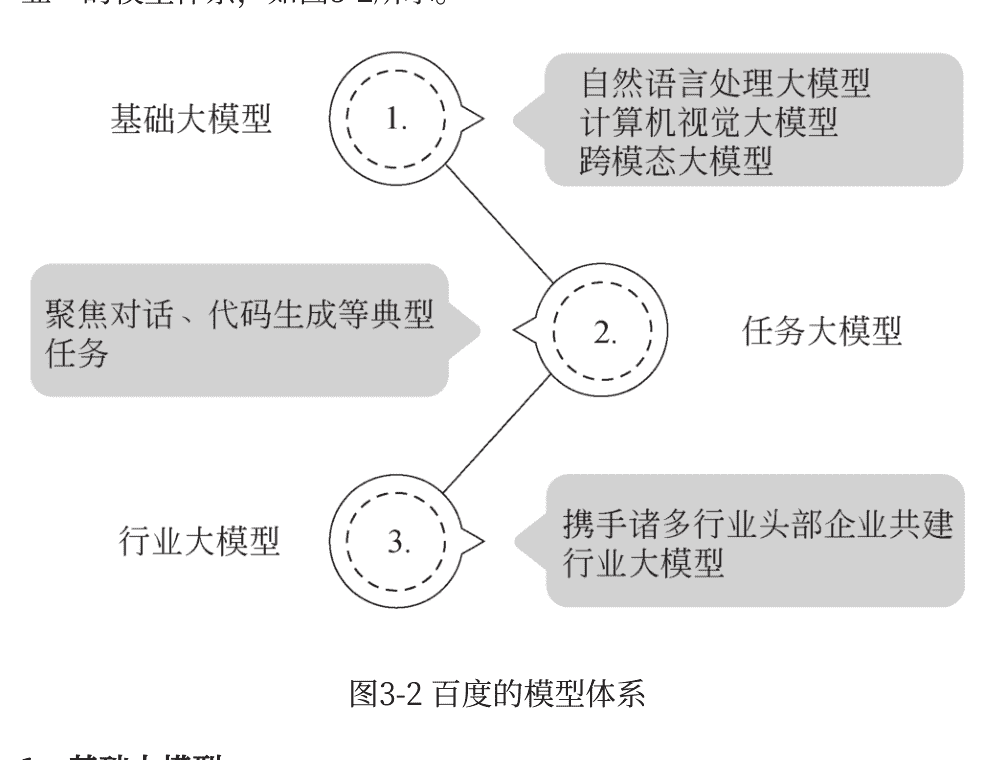 基础大模型
1.
自然语言处理大模型
计算机视觉大模型
跨模态大模型
聚焦对话、代码生成等典型
任务
2.
任务大模型
行业大模型
3.
携手诸多行业头部企业共建
行业大模型
图3-2 百度的模型体系